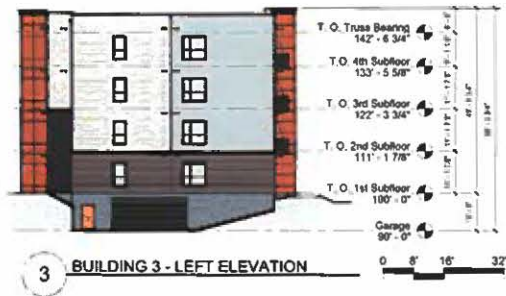 T. O. Truss Bearing
142' - 6 3/4"
T. O. 4th Subfloor
133' - 5 5/8"
T. O. 3rd Subfloor
122' - 3 3/4"
T. O. 2nd Subfloor
111' - 1 7/8"
T. O. 1st Subfloor
100' - 0"
Garage
90' - 0"
3 BUILDING 3 - LEFT ELEVATION
0 8' 16' 32'